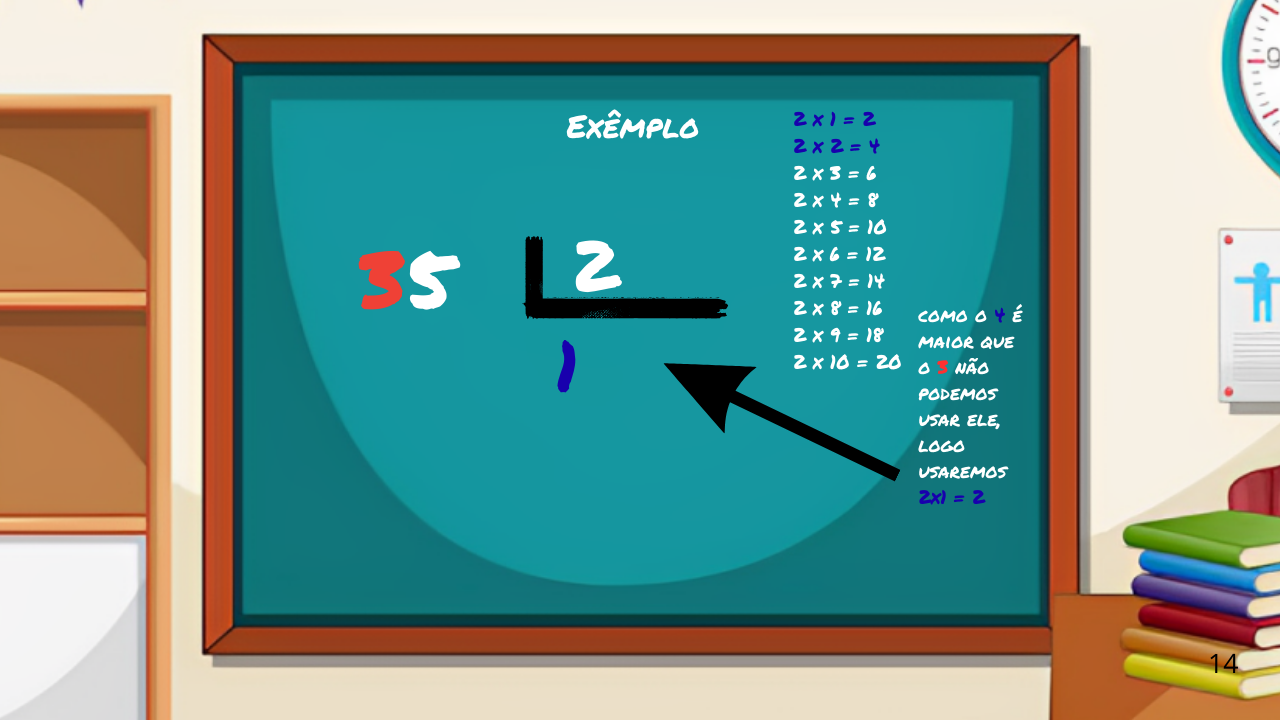 EXÊMPLO
2 x 1 = 2
2 x 2 = 4
2 x 3 = 6
2 x 4 = 8
2 x 5 = 10
2 x 6 = 12
2 x 7 = 14
2 x 8 = 16
2 x 9 = 18
2 x 10 = 20
35 2
1
COMO O 4 É
MAIOR QUE
O 3 NÃO
PODEMOS
USAR ELE,
LOGO
USAREMOS
2x1 = 2
9
14